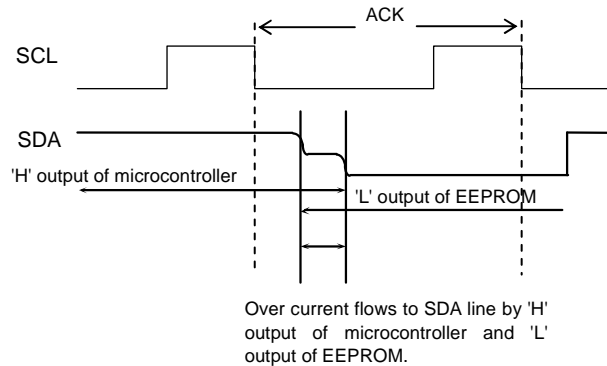 ACK
SCL
SDA
'H' output of microcontroller
'L' output of EEPROM
Over current flows to SDA line by 'H'
output of microcontroller and 'L'
output of EEPROM.